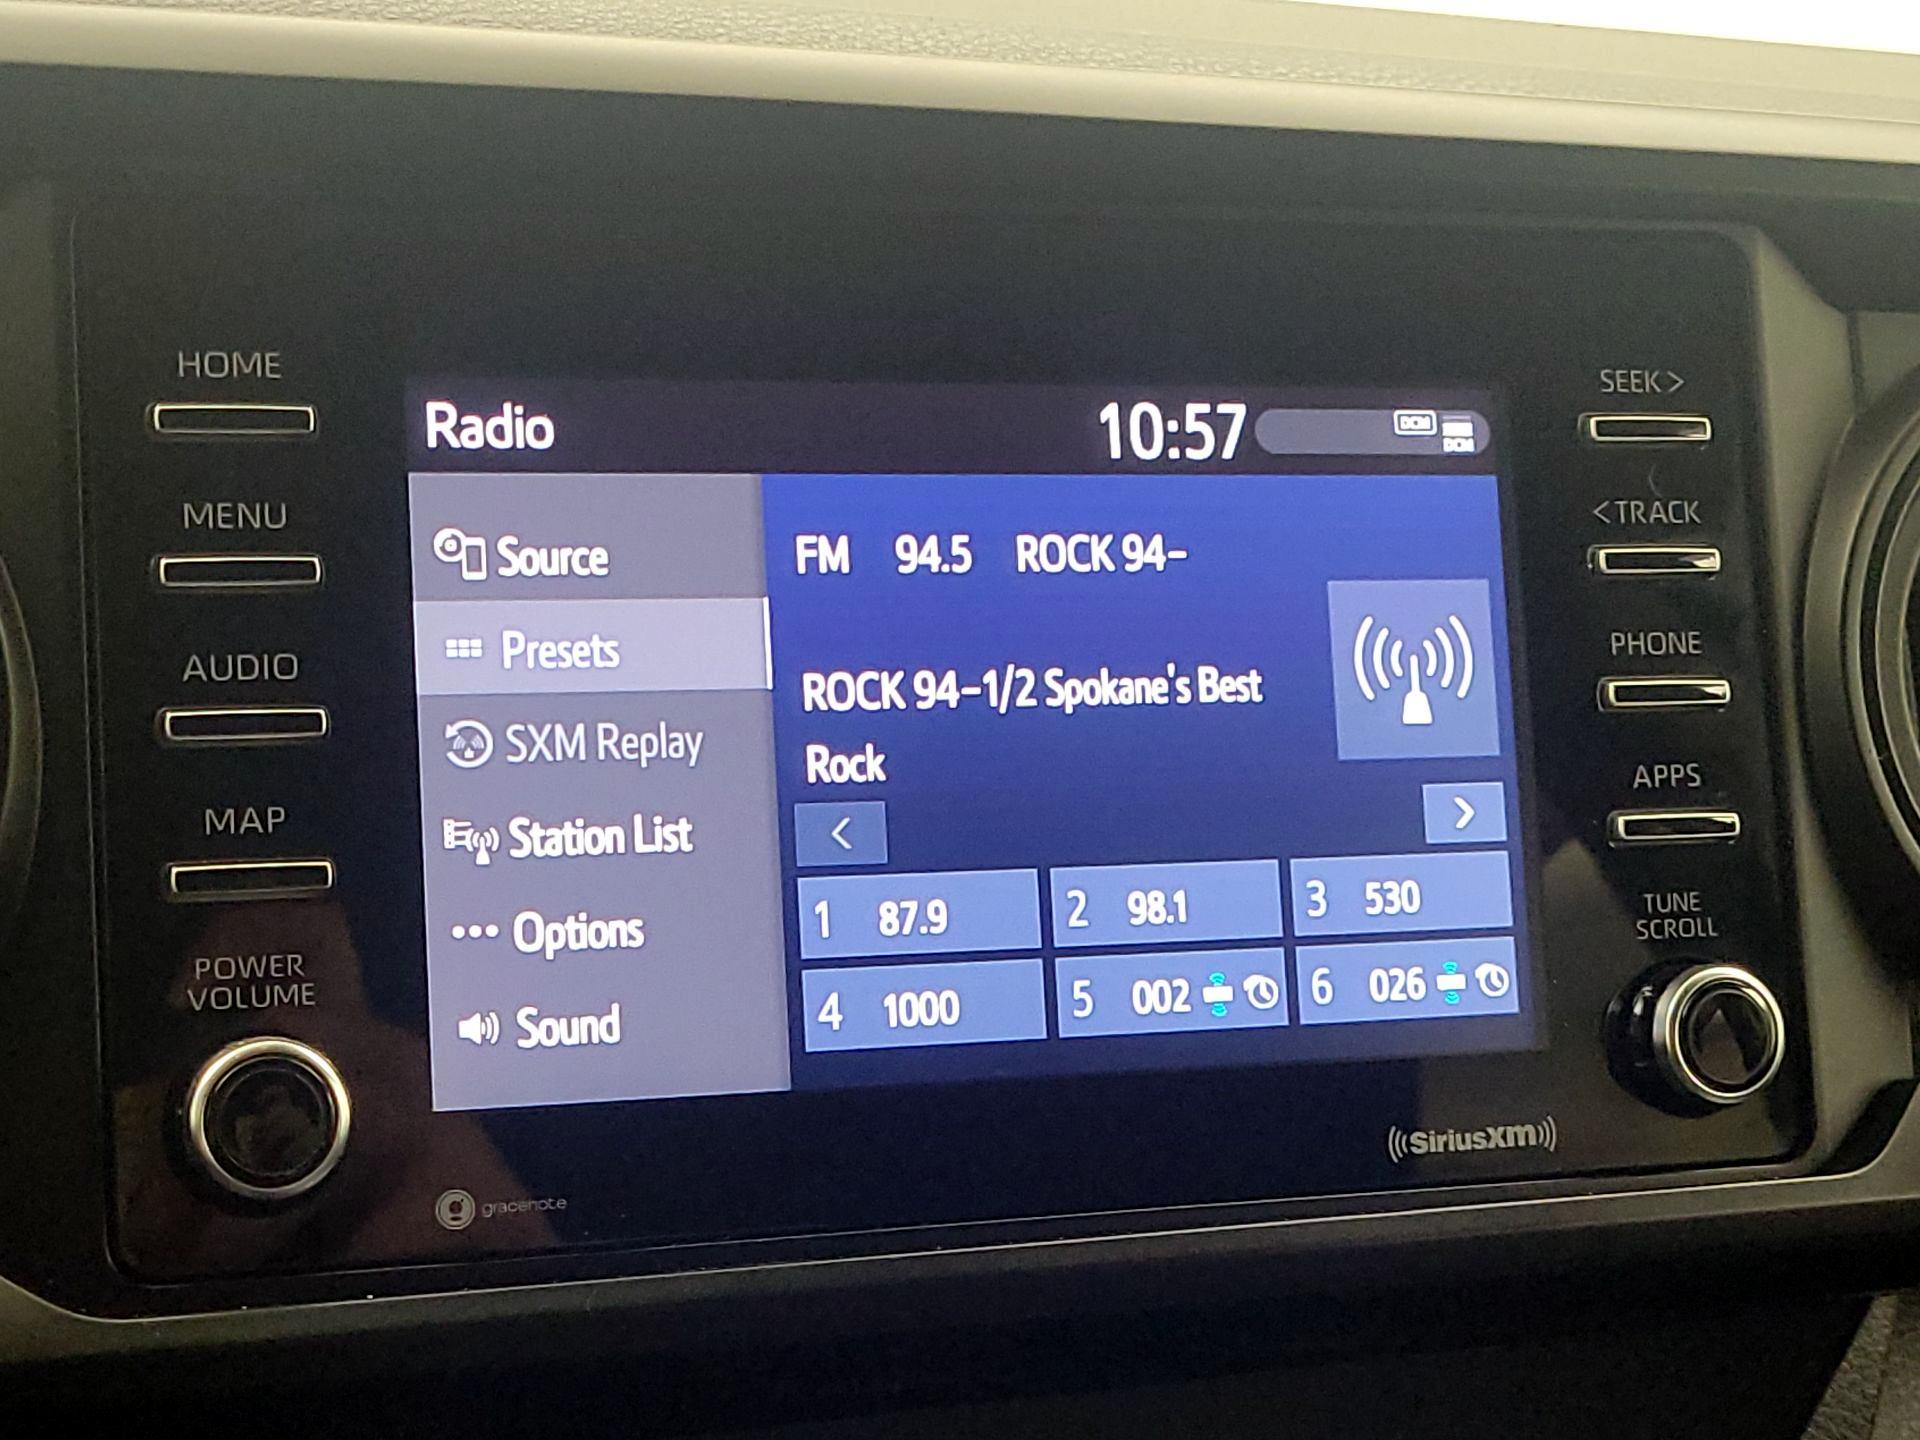 HOME
MENU
AUDIO
MAP
POWER
VOLUME
Radio
10:57
DCM
DCM
Source
Presets
SXM Replay
Station List
Options
Sound
FM 94.5 ROCK 94-
ROCK 94-1/2 Spokane's Best
Rock
<
>
1 87.9
2 98.1
3 530
4 1000
5 002
6 026
SEEK >
< TRACK
PHONE
APPS
TUNE
SCROLL
gracenote
((SiriusXM))